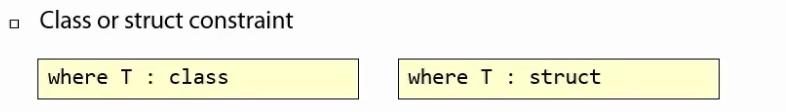 Class or struct constraint
where T : class
where T : struct